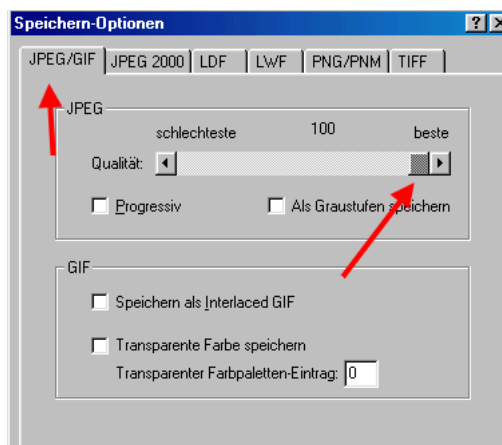 Speichern-Optionen
JPEG/GIF JPEG 2000 LDF LWF PNG/PNM TIFF
JPEG
schlechteste 100 beste
Qualität:
Progressiv Als Graustufen speichern
GIF
Speichern als Interlaced GIF
Transparente Farbe speichern
Transparenter Farbpaletten-Eintrag: 0